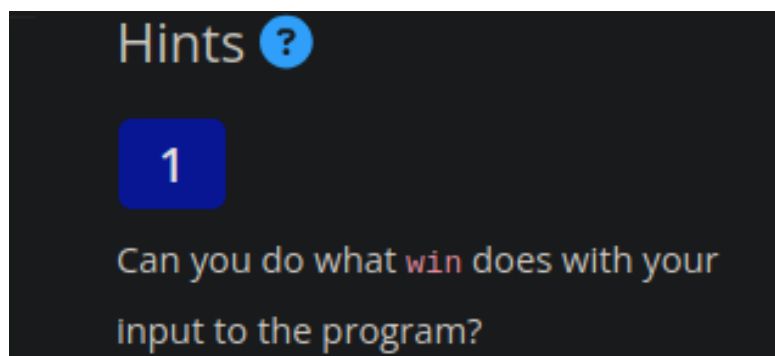 Hints ?
1
Can you do what win does with your
input to the program?